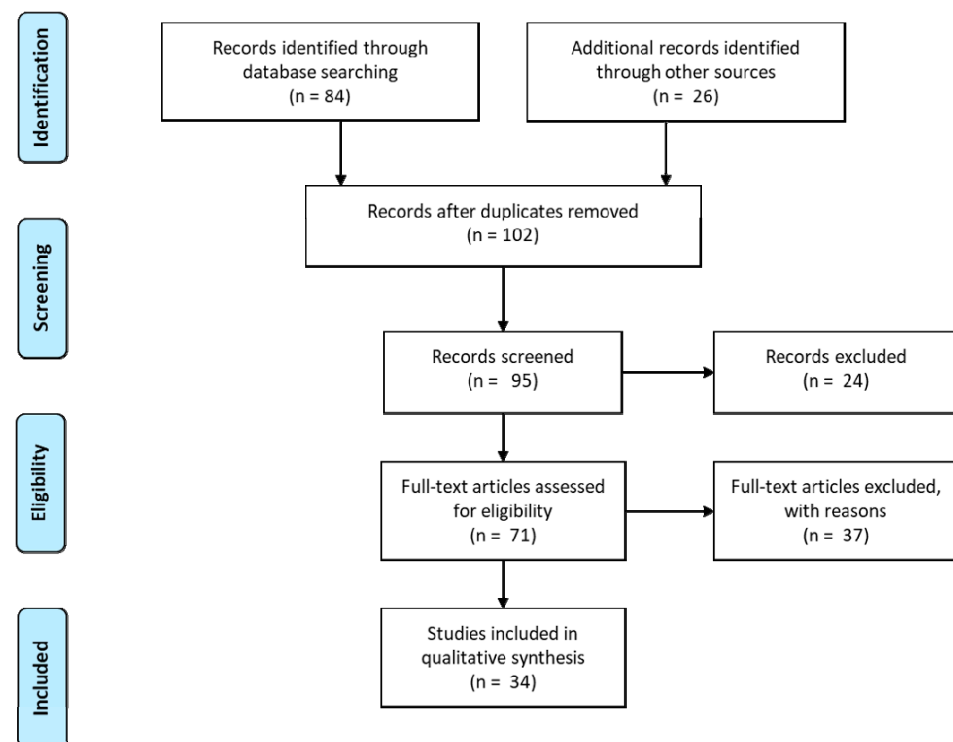 Identification
Records identified through
database searching
(n = 84)
Additional records identified
through other sources
(n = 26)
Records after duplicates removed
(n = 102)
Screening
Records screened
(n = 95)
Records excluded
(n = 24)
Eligibility
Full-text articles assessed
for eligibility
(n = 71)
Full-text articles excluded,
with reasons
(n = 37)
Included
Studies included in
qualitative synthesis
(n = 34)